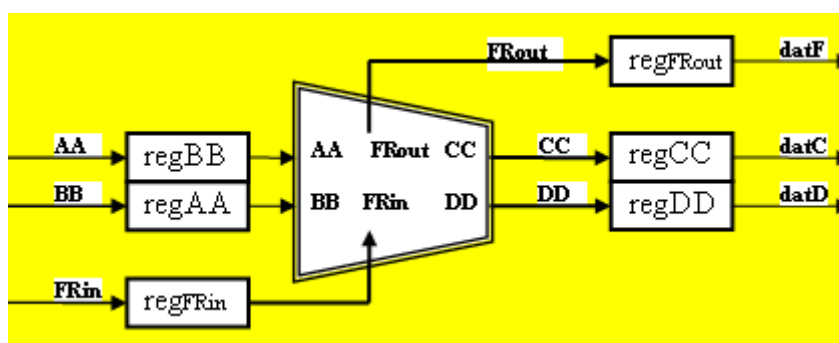 FRout regFRout datF
AA regBB AA FRout CC CC regCC datC
BB regAA BB FRin DD DD regDD datD
FRin regFRin